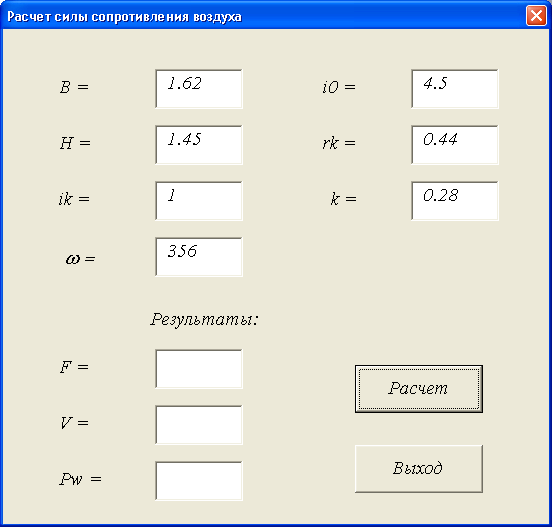 Расчет силы сопротивления воздуха
B = 1.62 i0 = 4.5
H = 1.45 rk = 0.44
ik = 1 k = 0.28
ω = 356
Результаты:
F =
Расчет
V =
Выход
Pw =